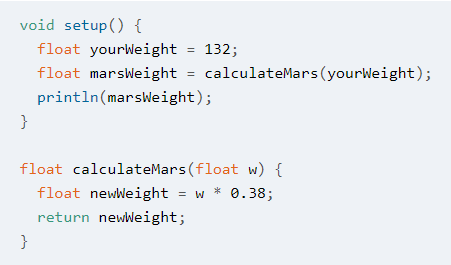 void setup() {
  float yourWeight = 132;
  float marsWeight = calculateMars(yourWeight);
  println(marsWeight);
}

float calculateMars(float w) {
  float newWeight = w * 0.38;
  return newWeight;
}